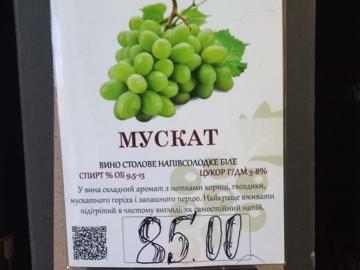 МУСКАТ
ВИНО СТОЛОВЕ НАПІВСОЛОДКЕ БІЛЕ
СПИРТ % ОБ 9,5-13 ЦУКОР Г/ДМ 3-8%
У вина складний аромат з нотками кориці, гвоздики,
мускатного горіха і запашного перцю. Найкраще вживати
підігрітий в чистому вигляді, як самостійний напій.
85.00